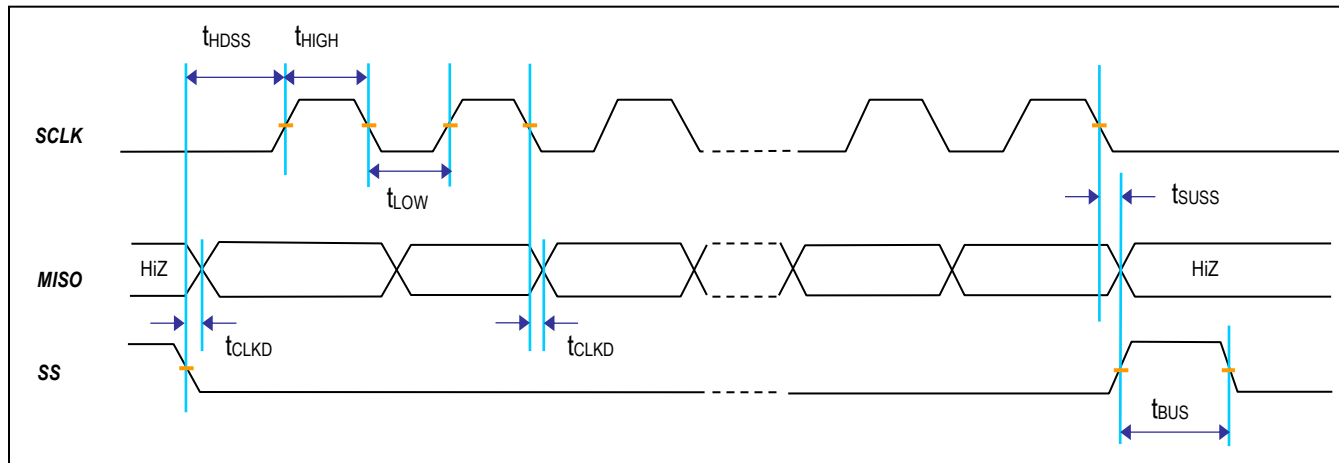 tHDSS tHIGH
SCLK
tLOW
tSUSS
HiZ HiZ
MISO
tCLKD tCLKD
SS
tBUS